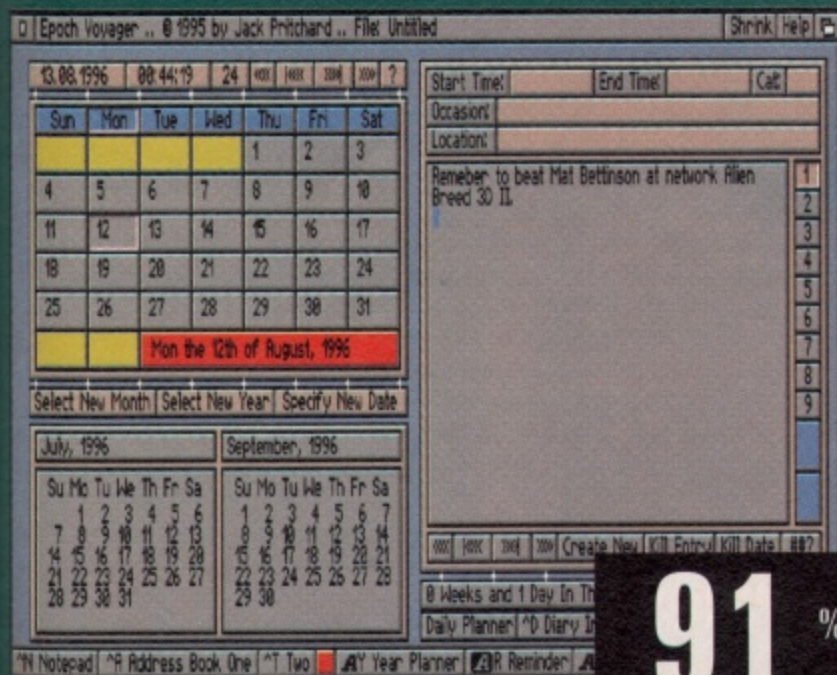 Epoch Voyager .. © 1995 by Jack Pritchard .. File: Untitled
Shrink Help
13.08.1996 00:44:19 24 ?
Sun Mon Tue Wed Thu Fri Sat
1 2 3
4 5 6 7 8 9 10
11 12 13 14 15 16 17
18 19 20 21 22 23 24
25 26 27 28 29 30 31
Mon the 12th of August, 1996
Select New Month Select New Year Specify New Date
July, 1996
Su Mo Tu We Th Fr Sa
1 2 3 4 5 6
7 8 9 10 11 12 13
14 15 16 17 18 19 20
21 22 23 24 25 26 27
28 29 30 31
September, 1996
Su Mo Tu We Th Fr Sa
1 2 3 4 5 6 7
8 9 10 11 12 13 14
15 16 17 18 19 20 21
22 23 24 25 26 27 28
29 30
Start Time: End Time: Cat:
Occasion:
Location:
Remeber to beat Mat Bettinson at network Alien
Breed 3D II.
1
2
3
4
5
6
7
8
9
Create New Kill Entry Kill Date #?
0 Weeks and 1 Day In Th
Daily Planner ^D Diary In
^N Notepad ^A Address Book One ^T Two AY Year Planner AR Reminder A
91 %